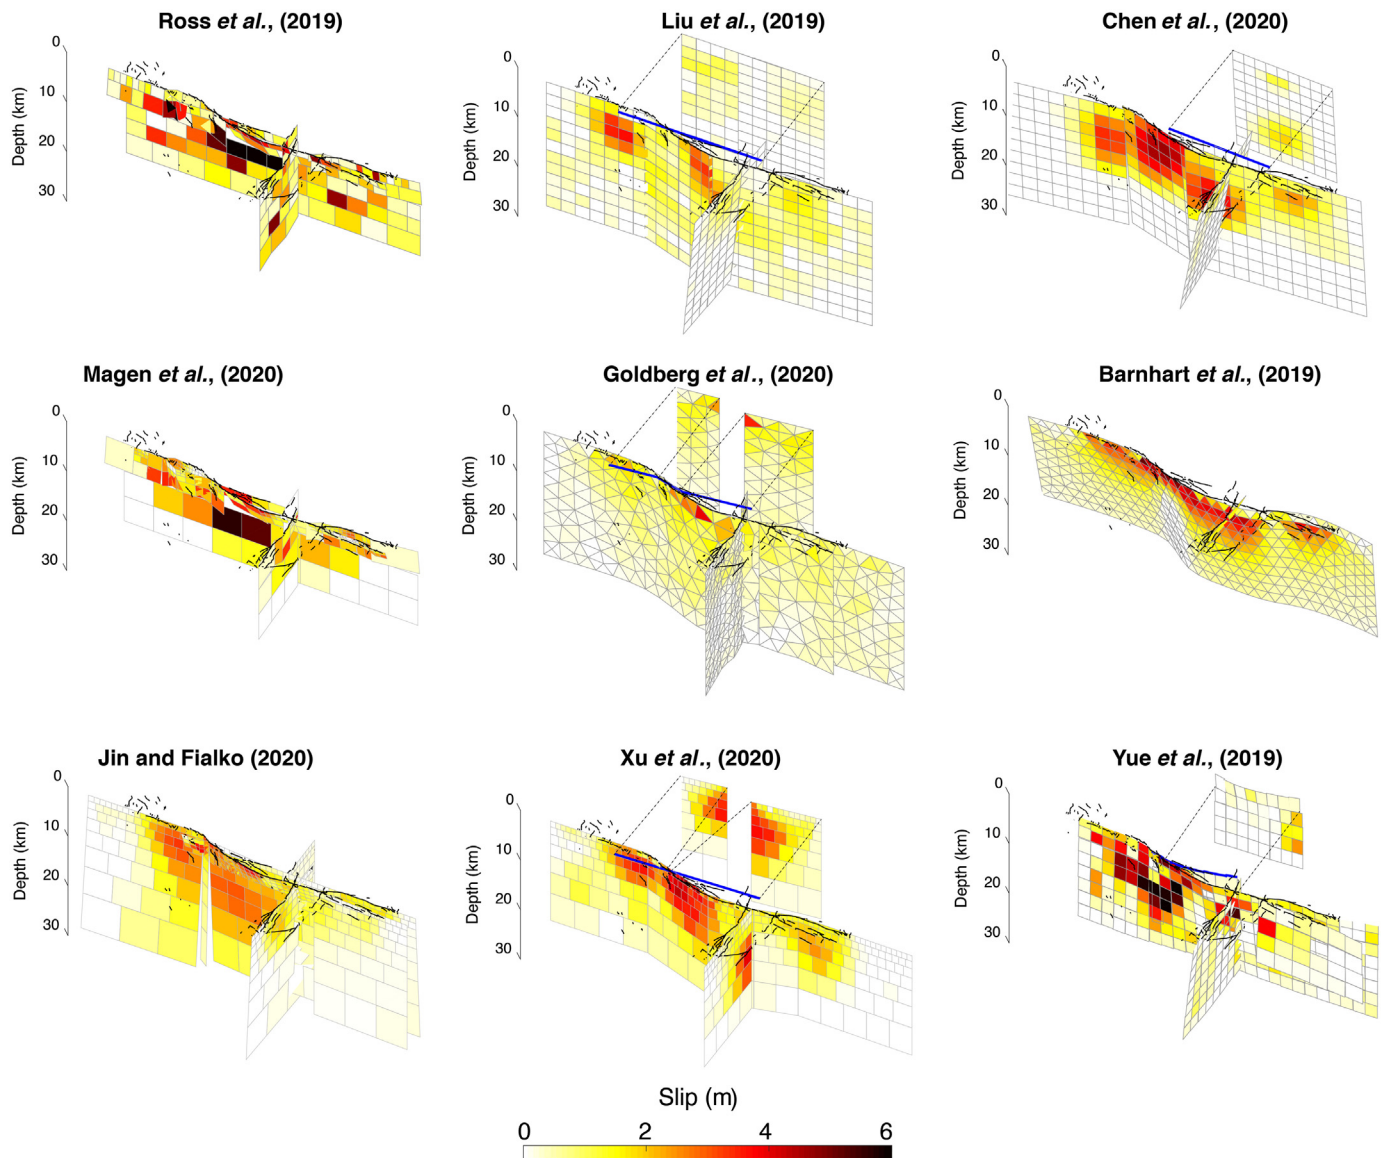 Ross et al., (2019)
Liu et al., (2019)
Chen et al., (2020)
0
10
20
30
Depth (km)
0
10
20
30
Depth (km)
0
10
20
30
Depth (km)
Magen et al., (2020)
Goldberg et al., (2020)
Barnhart et al., (2019)
0
10
20
30
Depth (km)
0
10
20
30
Depth (km)
0
10
20
30
Depth (km)
Jin and Fialko (2020)
Xu et al., (2020)
Yue et al., (2019)
0
10
20
30
Depth (km)
0
10
20
30
Depth (km)
0
10
20
30
Depth (km)
Slip (m)
0 2 4 6